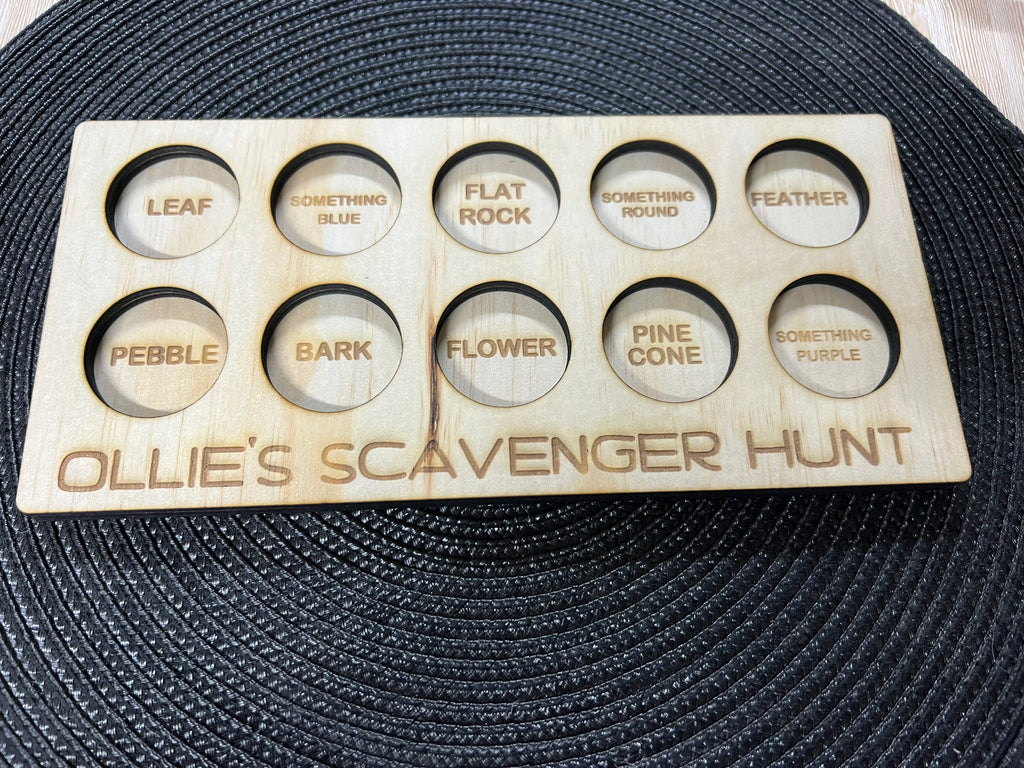 LEAF
SOMETHING
BLUE
FLAT
ROCK
SOMETHING
ROUND
FEATHER
PEBBLE
BARK
FLOWER
PINE
CONE
SOMETHING
PURPLE
OLLIE'S SCAVENGER HUNT